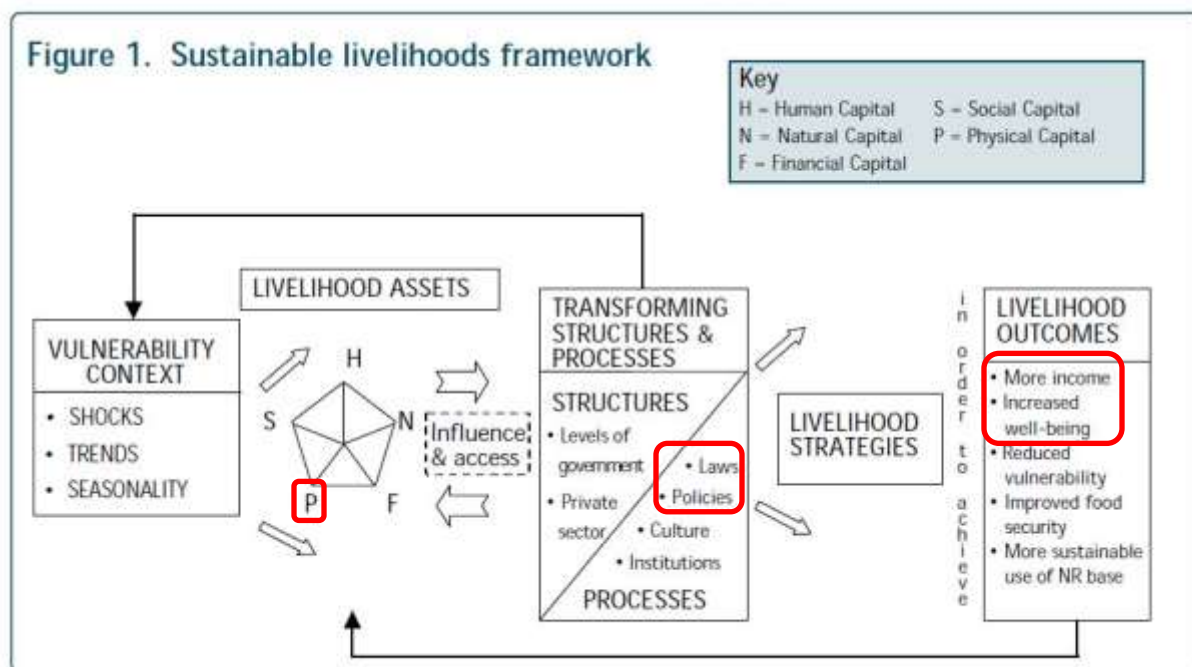 Figure 1. Sustainable livelihoods framework
Key
H – Human Capital S – Social Capital
N – Natural Capital P – Physical Capital
F – Financial Capital
LIVELIHOOD ASSETS
VULNERABILITY
CONTEXT
• SHOCKS
• TRENDS
• SEASONALITY
H
S
N
P
F
Influence
& access
TRANSFORMING
STRUCTURES &
PROCESSES
STRUCTURES
• Levels of
government
• Private
sector
• Laws
• Policies
• Culture
• Institutions
PROCESSES
LIVELIHOOD
STRATEGIES
in order to achieve
LIVELIHOOD
OUTCOMES
• More income
• Increased
well-being
• Reduced
vulnerability
• Improved food
security
• More sustainable
use of NR base